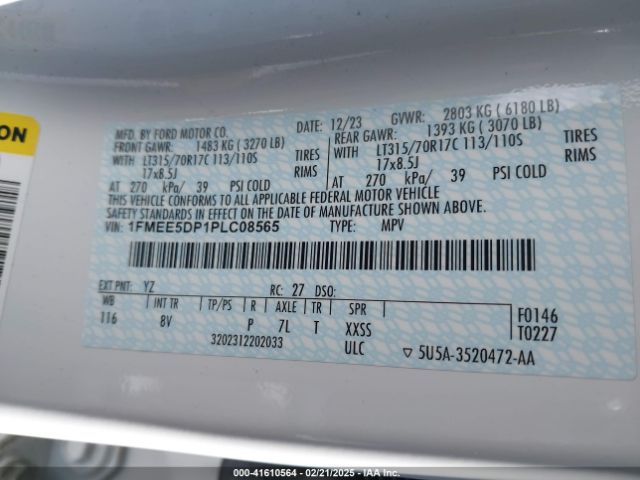 ON
DATE: 12/23 GVWR: 2803 KG ( 6180 LB)
MFD. BY FORD MOTOR CO.
FRONT GAWR: 1483 KG ( 3270 LB) REAR GAWR: 1393 KG ( 3070 LB)
WITH LT315/70R17C 113/110S TIRES WITH LT315/70R17C 113/110S TIRES
17x8.5J RIMS 17x8.5J RIMS
AT 270 kPa/ 39 PSI COLD AT 270 kPa/ 39 PSI COLD
THIS VEHICLE CONFORMS TO ALL APPLICABLE FEDERAL MOTOR VEHICLE
SAFETY STANDARDS IN EFFECT ON THE DATE OF MANUFACTURE SHOWN ABOVE.
VIN: 1FMEE5DP1PLC08565 TYPE: MPV
EXT PNT: YZ RC: 27 DSO:
WB INT TR TP/PS R AXLE TR SPR F0146
116 8V P 7L T XXSS T0227
3202312202033 ULC ▽ 5U5A-3520472-AA
000-41610564 - 02/21/2025 - IAA Inc.